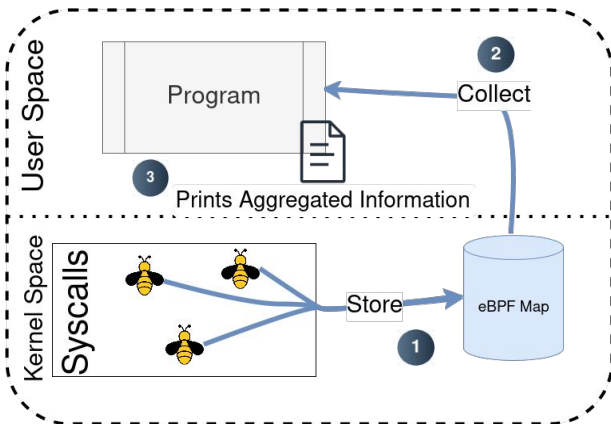 User Space
Program
2
Collect
3
Prints Aggregated Information
Kernel Space
Syscalls
Store
eBPF Map
1